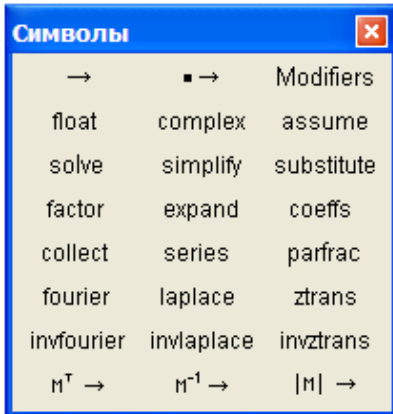 Символы
→ ▪ → Modifiers
float complex assume
solve simplify substitute
factor expand coeffs
collect series parfrac
fourier laplace ztrans
invfourier invlaplace invztrans
Mᵀ → M⁻¹ → |M| →